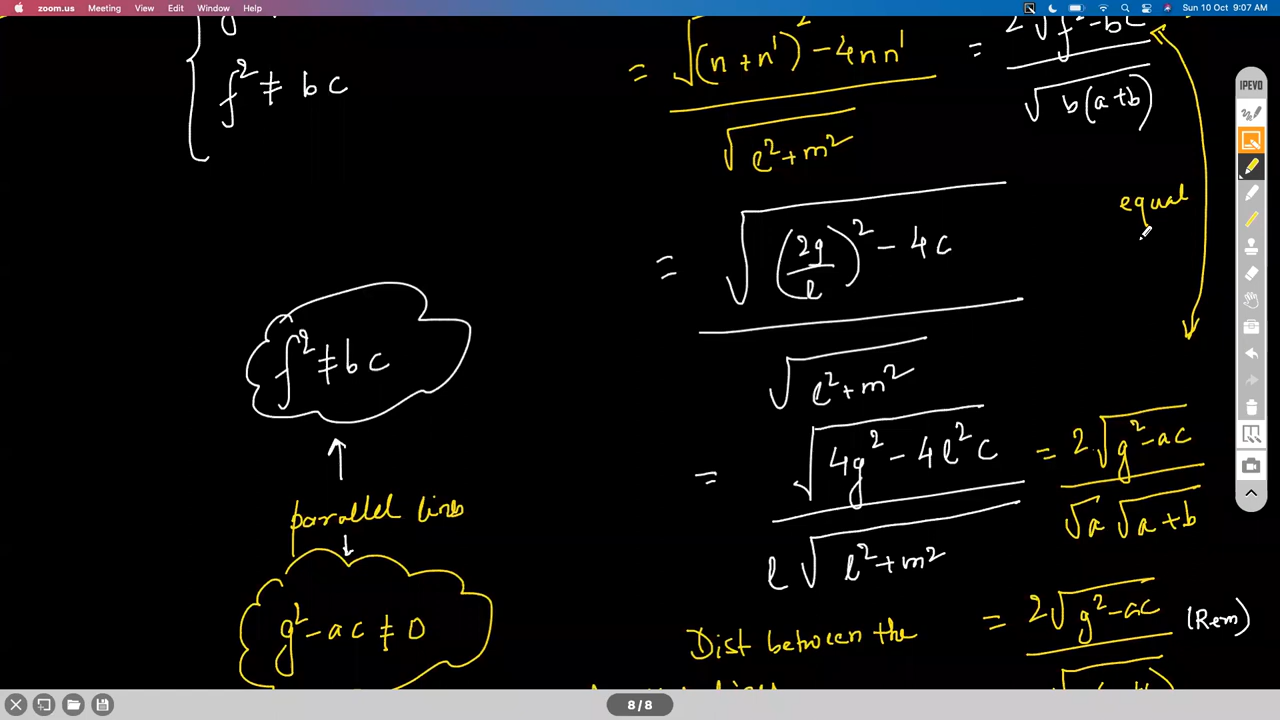 zoom.us Meeting View Edit Window Help Sun 10 Oct 9:07 AM
f² ≠ bc
= √((n + n')² - 4nn') / √(l² + m²) = 2√(f² - bc) / √(b(a+b))
equal
= √((2g/l)² - 4c) / √(l² + m²)
f² ≠ bc
↑
= √(4g² - 4l²c) / l√(l² + m²) = 2√(g² - ac) / √a √(a+b)
parallel lines
↓
g² - ac ≠ 0
Dist between the = 2√(g² - ac) (Rem)
8 / 8
IPEVO